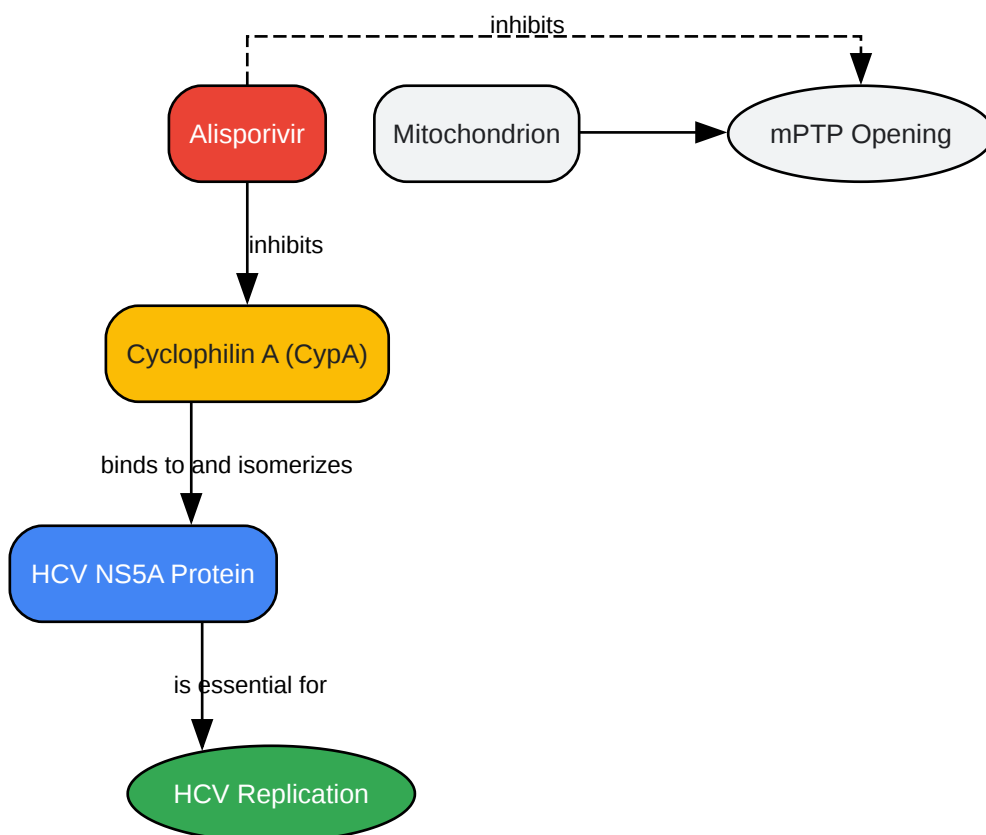 inhibits
Alisporivir
Mitochondrion
mPTP Opening
inhibits
Cyclophilin A (CypA)
binds to and isomerizes
HCV NS5A Protein
is essential for
HCV Replication